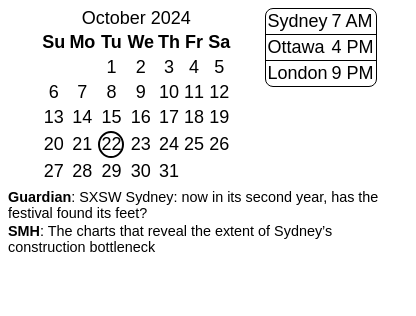 October 2024
Su Mo Tu We Th Fr Sa
1 2 3 4 5
6 7 8 9 10 11 12
13 14 15 16 17 18 19
20 21 22 23 24 25 26
27 28 29 30 31
Sydney 7 AM
Ottawa 4 PM
London 9 PM
Guardian: SXSW Sydney: now in its second year, has the
festival found its feet?
SMH: The charts that reveal the extent of Sydney’s
construction bottleneck